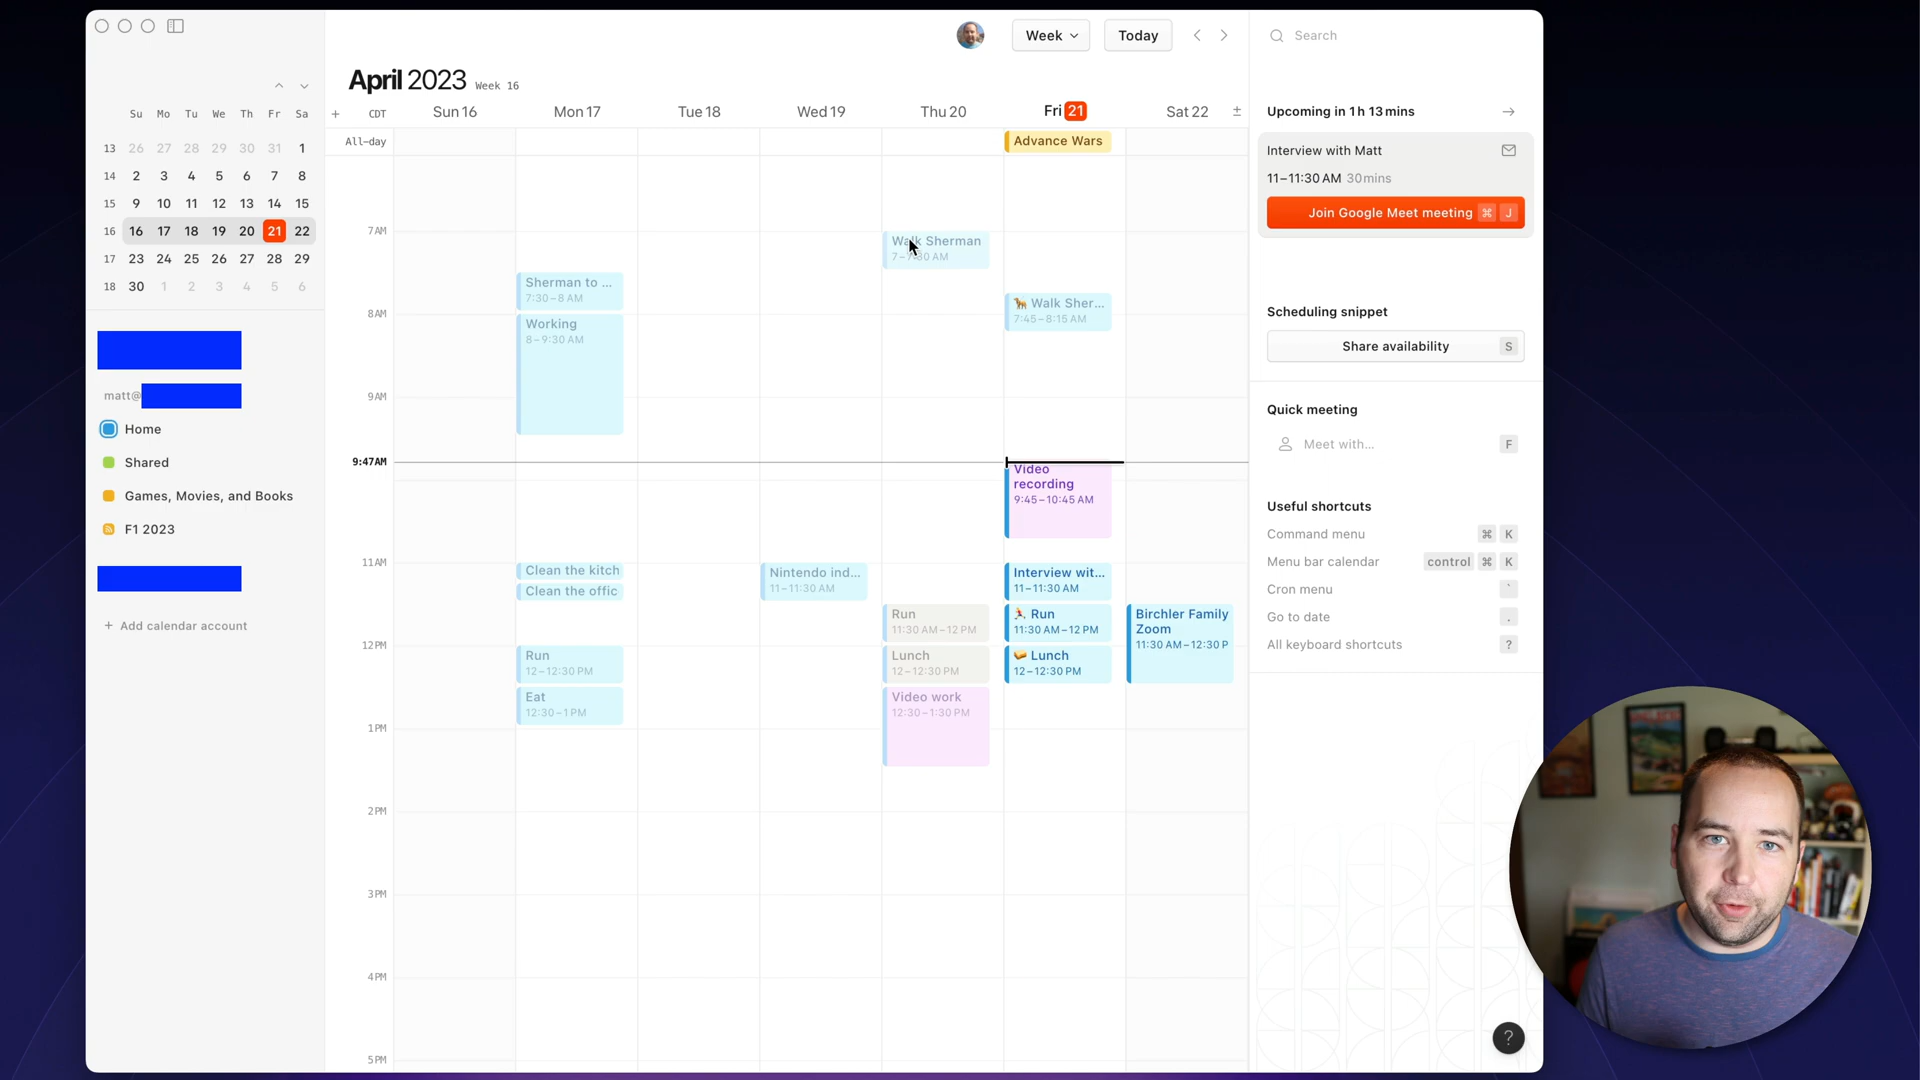 Week
Today
Search
April 2023 Week 16
Su Mo Tu We Th Fr Sa
13 26 27 28 29 30 31 1
14 2 3 4 5 6 7 8
15 9 10 11 12 13 14 15
16 16 17 18 19 20 21 22
17 23 24 25 26 27 28 29
18 30 1 2 3 4 5 6
matt@
Home
Shared
Games, Movies, and Books
F1 2023
+ Add calendar account
+ CDT Sun 16 Mon 17 Tue 18 Wed 19 Thu 20 Fri 21 Sat 22 ±
All-day
Advance Wars
7AM
8AM
9AM
9:47AM
11AM
12PM
1PM
2PM
3PM
4PM
5PM
Sherman to ...
7:30–8 AM
Working
8–9:30 AM
Clean the kitch
Clean the offic
Run
12–12:30 PM
Eat
12:30–1 PM
Nintendo ind...
11–11:30 AM
Walk Sherman
7–7:30 AM
Run
11:30 AM–12 PM
Lunch
12–12:30 PM
Video work
12:30–1:30 PM
Walk Sher...
7:45–8:15 AM
Video
recording
9:45–10:45 AM
Interview wit...
11–11:30 AM
Run
11:30 AM–12 PM
Lunch
12–12:30 PM
Birchler Family
Zoom
11:30 AM–12:30 P
Upcoming in 1 h 13 mins
Interview with Matt
11–11:30 AM 30 mins
Join Google Meet meeting ⌘ J
Scheduling snippet
Share availability S
Quick meeting
Meet with... F
Useful shortcuts
Command menu ⌘ K
Menu bar calendar control ⌘ K
Cron menu `
Go to date .
All keyboard shortcuts ?
?